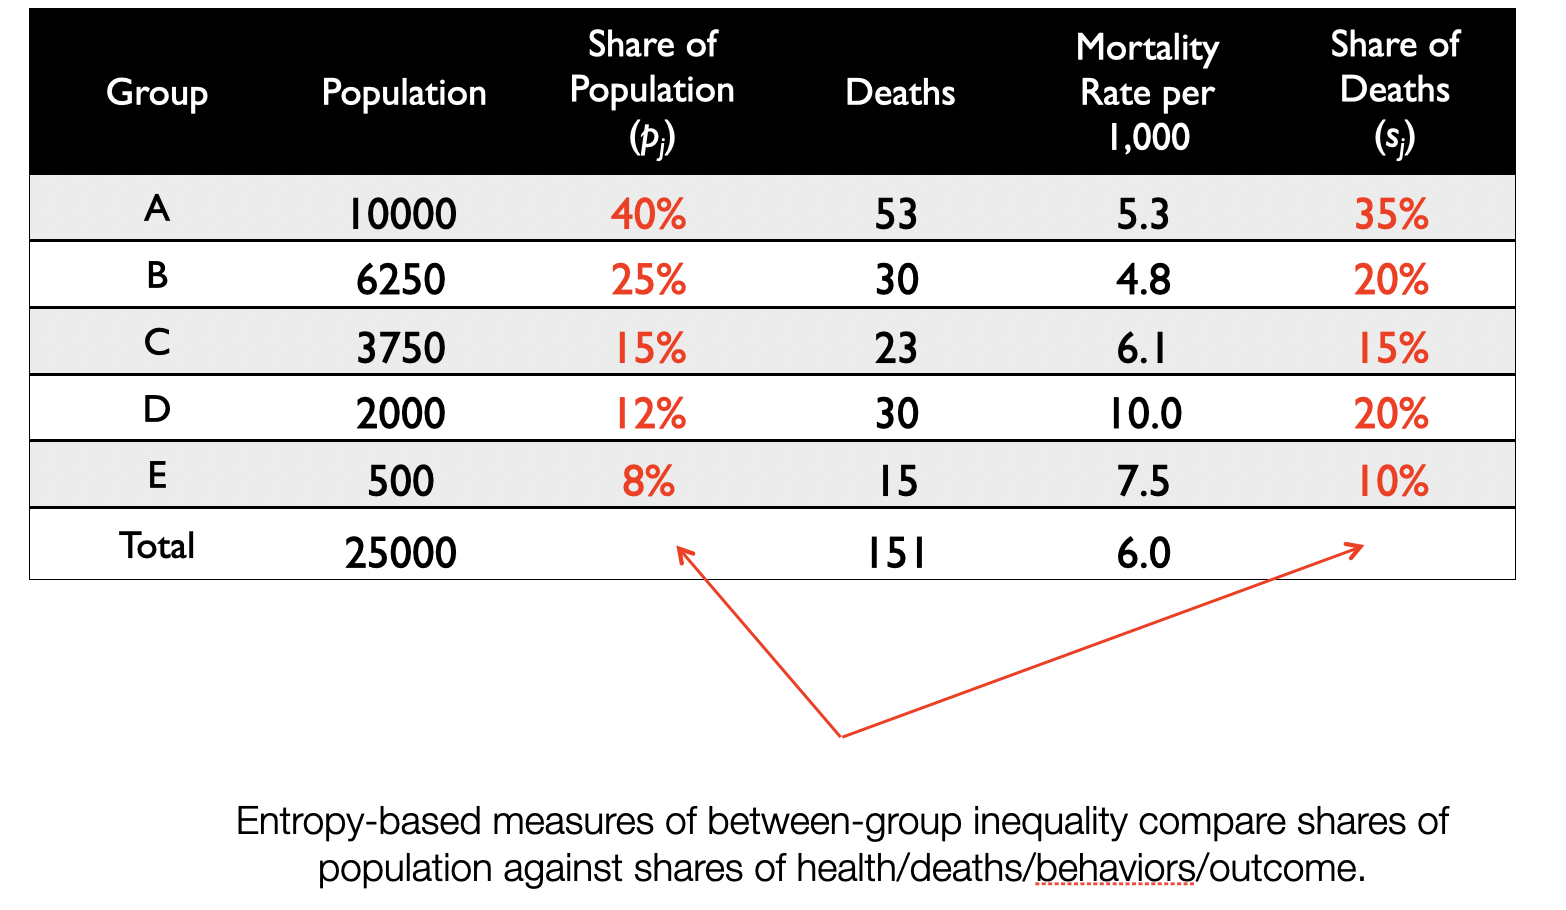 Group Population Share of Population (pj) Deaths Mortality Rate per 1,000 Share of Deaths (sj)
A 10000 40% 53 5.3 35%
B 6250 25% 30 4.8 20%
C 3750 15% 23 6.1 15%
D 2000 12% 30 10.0 20%
E 500 8% 15 7.5 10%
Total 25000 151 6.0
Entropy-based measures of between-group inequality compare shares of
population against shares of health/deaths/behaviors/outcome.